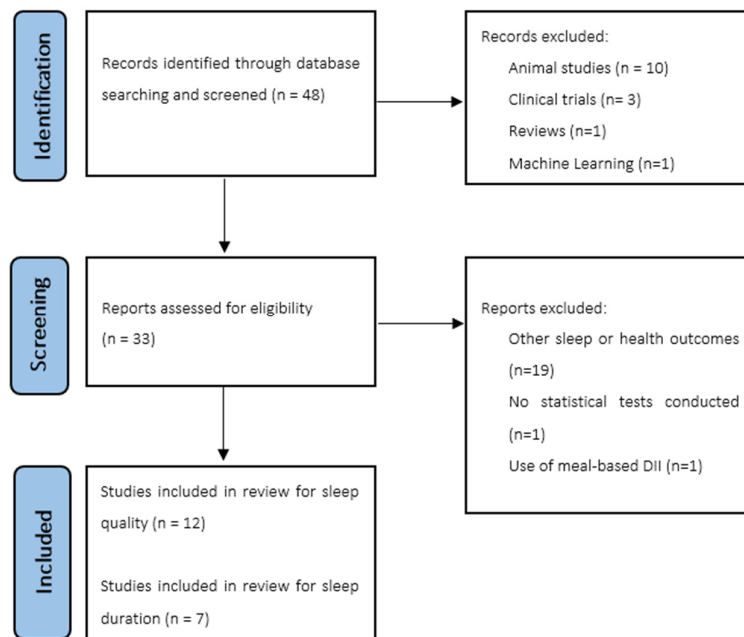 Identification
Records identified through database
searching and screened (n = 48)
Records excluded:
Animal studies (n = 10)
Clinical trials (n= 3)
Reviews (n=1)
Machine Learning (n=1)
Screening
Reports assessed for eligibility
(n = 33)
Reports excluded:
Other sleep or health outcomes
(n=19)
No statistical tests conducted
(n=1)
Use of meal-based DII (n=1)
Included
Studies included in review for sleep
quality (n = 12)
Studies included in review for sleep
duration (n = 7)